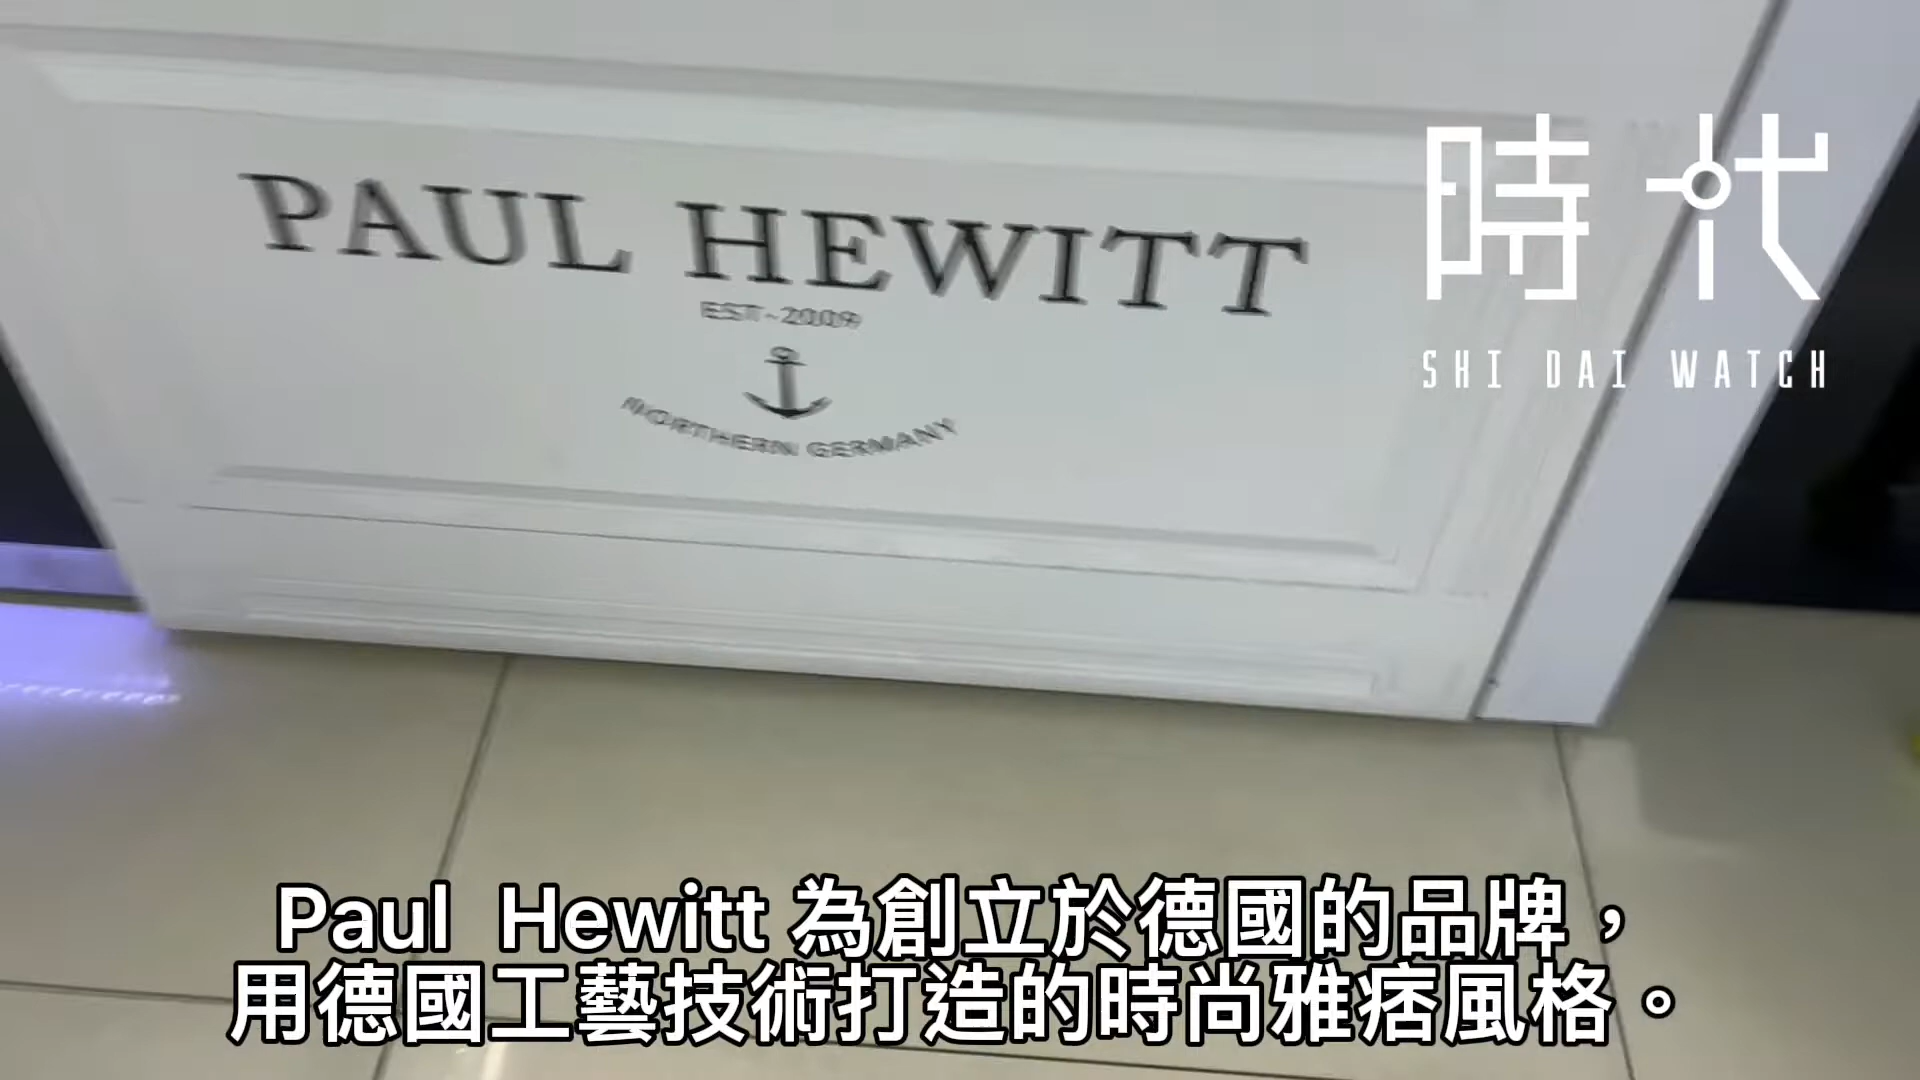 PAUL HEWITT
EST-2009
NORTHERN GERMANY
時代
SHI DAI WATCH
Paul Hewitt 為創立於德國的品牌，
用德國工藝技術打造的時尚雅痞風格。